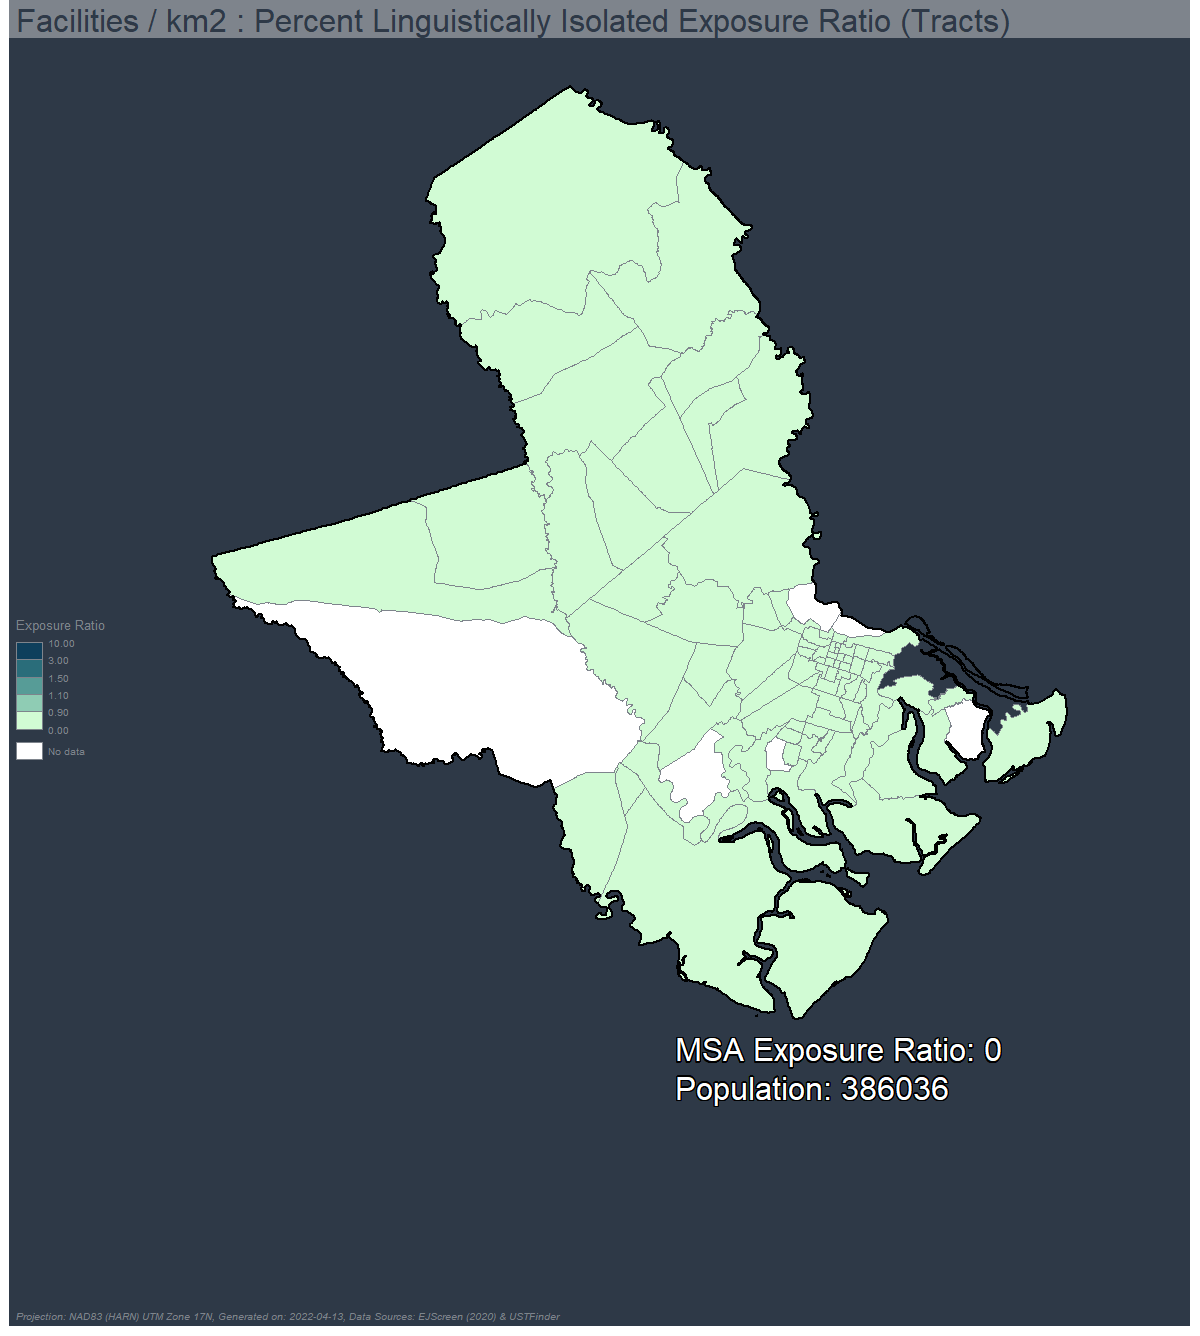 Facilities / km2 : Percent Linguistically Isolated Exposure Ratio (Tracts)
Exposure Ratio
10.00
3.00
1.50
1.10
0.90
0.00
No data
MSA Exposure Ratio: 0
Population: 386036
Projection: NAD83 (HARN) UTM Zone 17N, Generated on: 2022-04-13, Data Sources: EJScreen (2020) & USTFinder